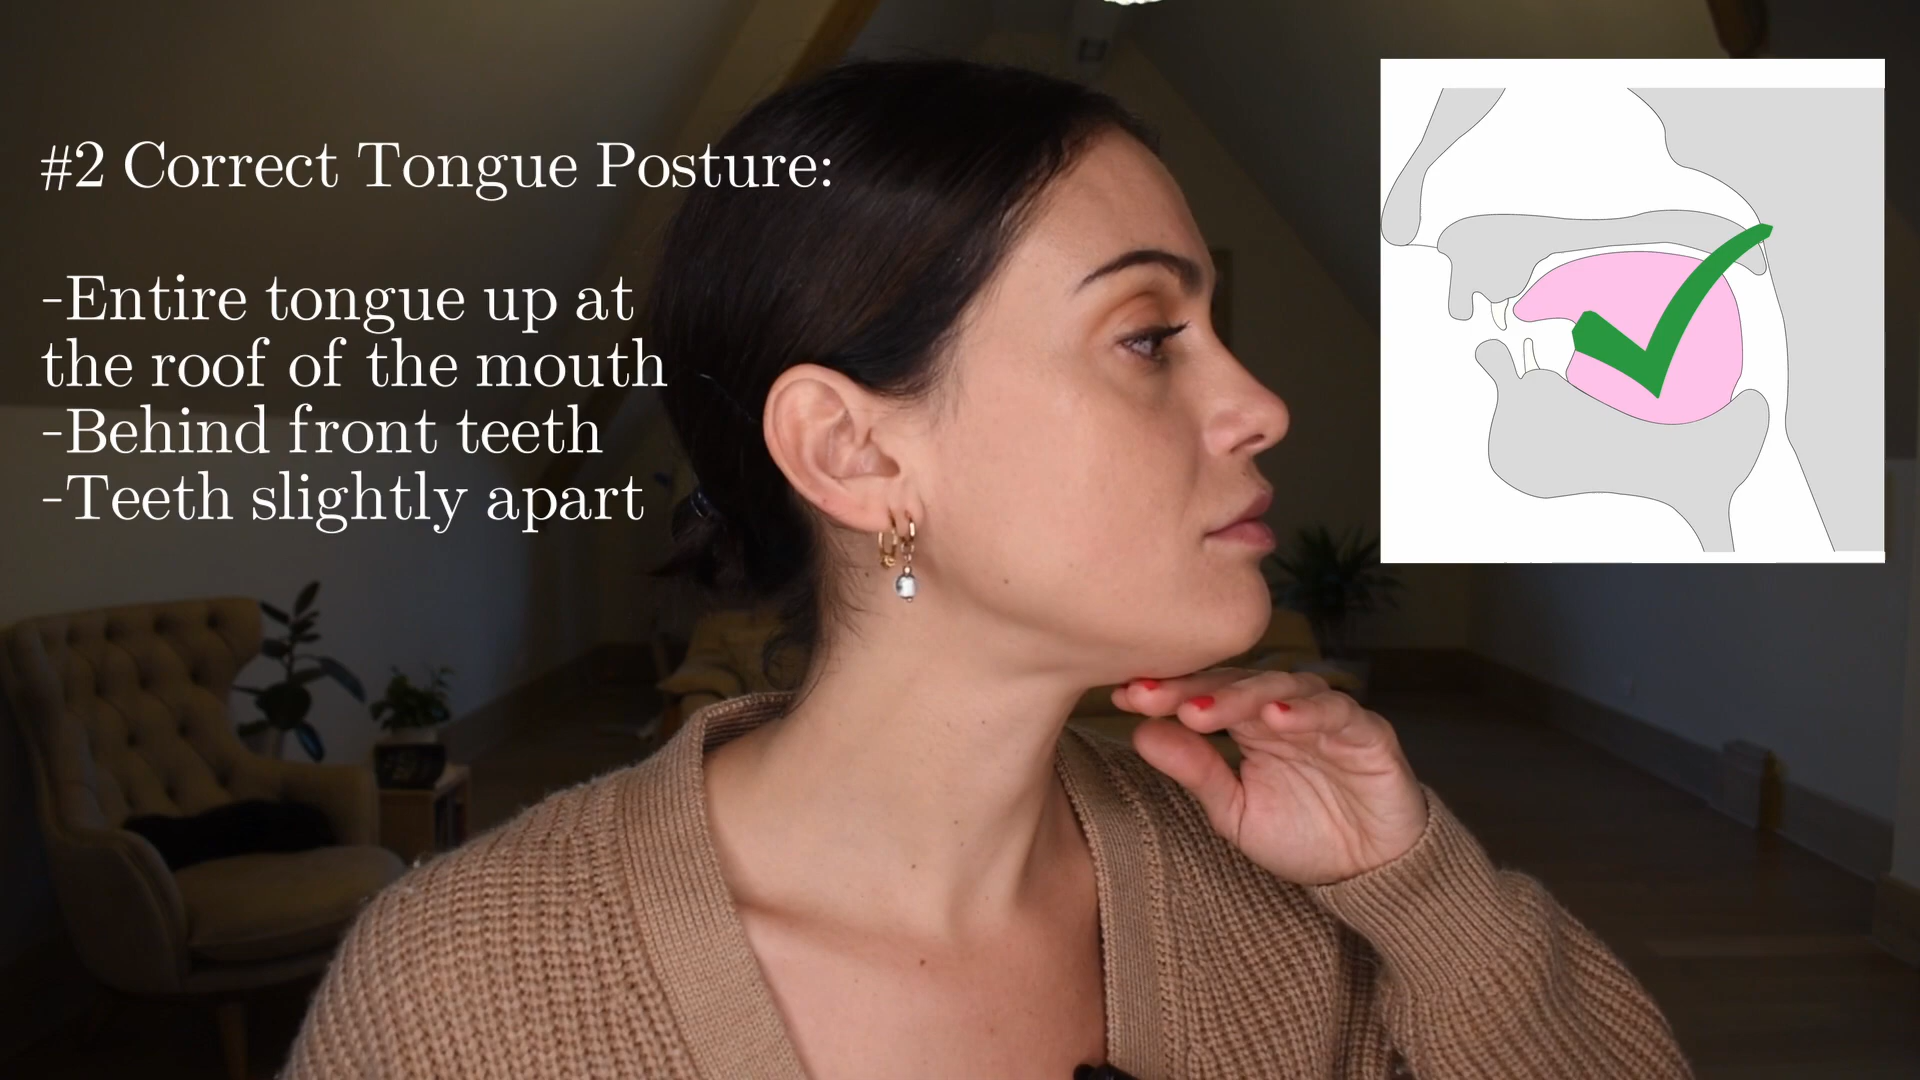 #2 Correct Tongue Posture:
-Entire tongue up at
the roof of the mouth
-Behind front teeth
-Teeth slightly apart